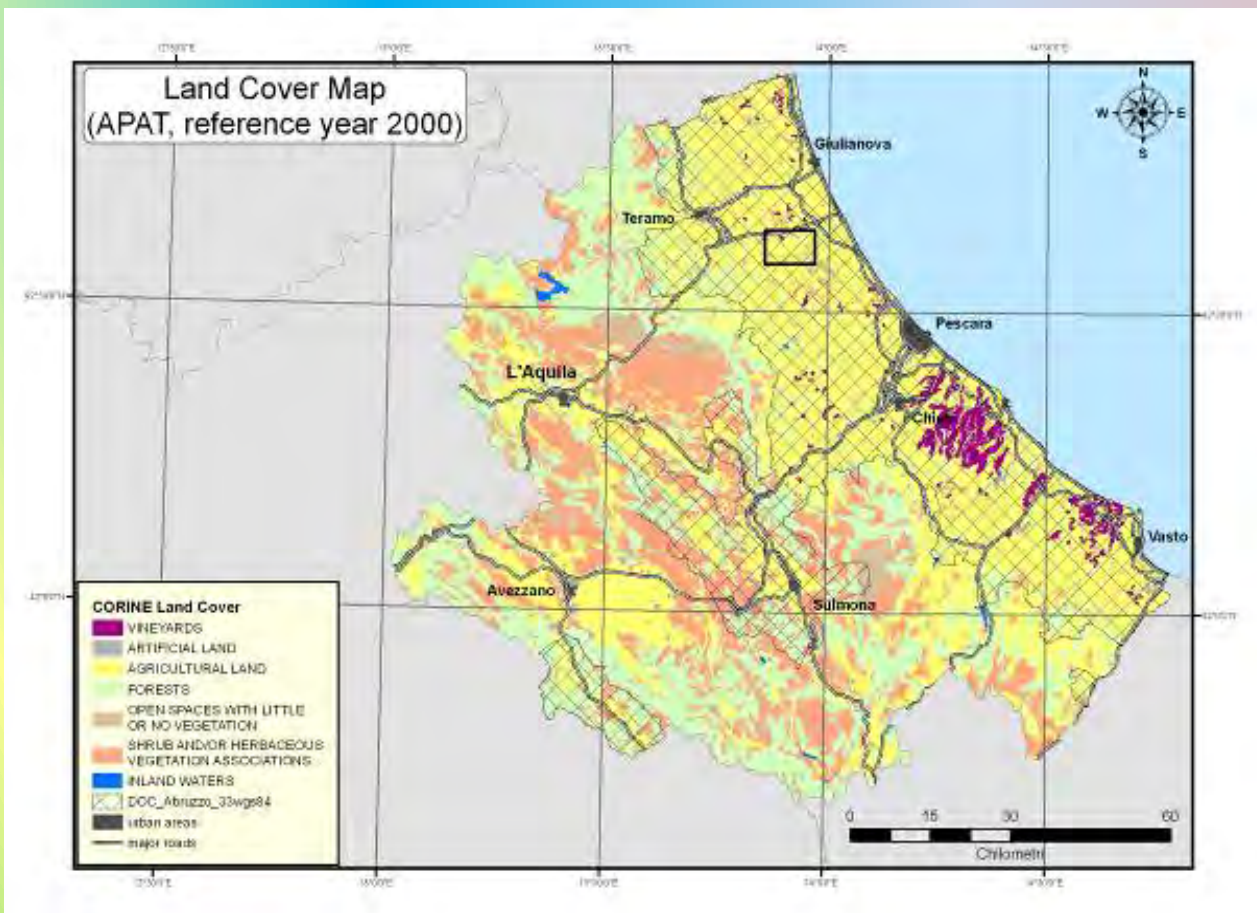 Land Cover Map
(APAT, reference year 2000)
N
W
E
S
Giulianova
Teramo
Pescara
L'Aquila
Vasto
Avezzano
Sulmona
CORINE Land Cover
VINEYARDS
ARTIFICIAL LAND
AGRICULTURAL LAND
FORESTS
OPEN SPACES WITH LITTLE
OR NO VEGETATION
SHRUB AND/OR HERBACEOUS
VEGETATION ASSOCIATIONS
INLAND WATERS
DOC_Abruzzo_33wgs84
urban areas
major roads
0 15 30 60
Chilometri